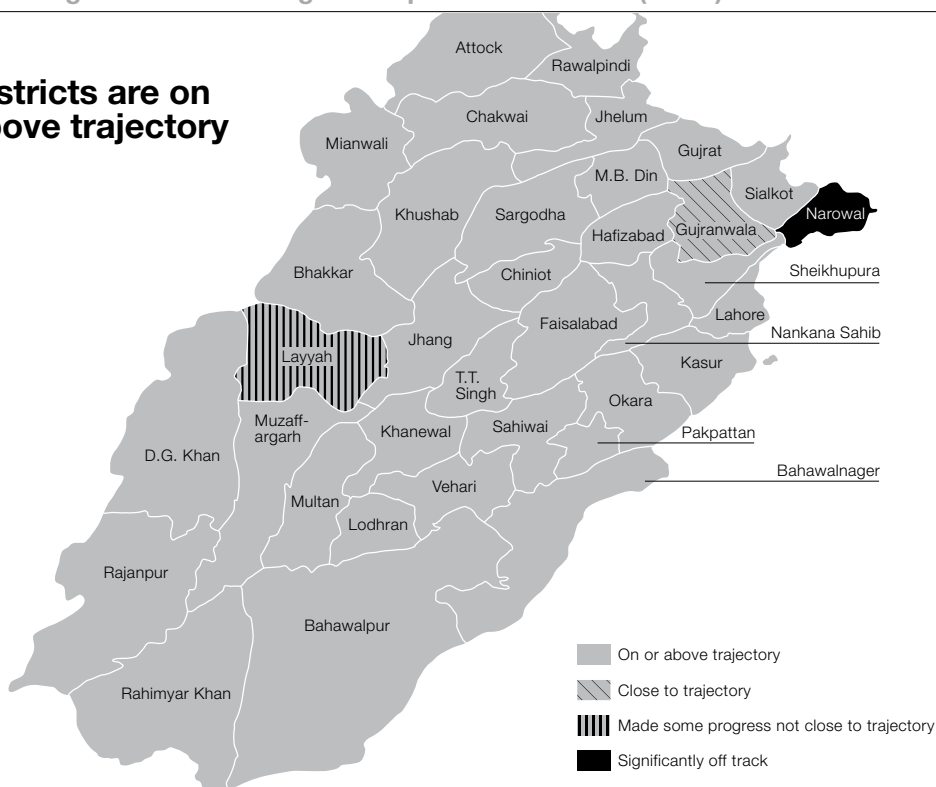 stricts are on
ove trajectory
Attock
Rawalpindi
Chakwai
Jhelum
Mianwali
Gujrat
M.B. Din
Sialkot
Khushab
Sargodha
Narowal
Gujranwala
Hafizabad
Bhakkar
Chiniot
Sheikhupura
Lahore
Faisalabad
Nankana Sahib
Jhang
Layyah
Kasur
T.T.
Singh
Okara
Muzaff-
argarh
Khanewal
Sahiwai
Pakpattan
D.G. Khan
Bahawalnager
Vehari
Multan
Lodhran
Rajanpur
Bahawalpur
Rahimyar Khan
On or above trajectory
Close to trajectory
Made some progress not close to trajectory
Significantly off track